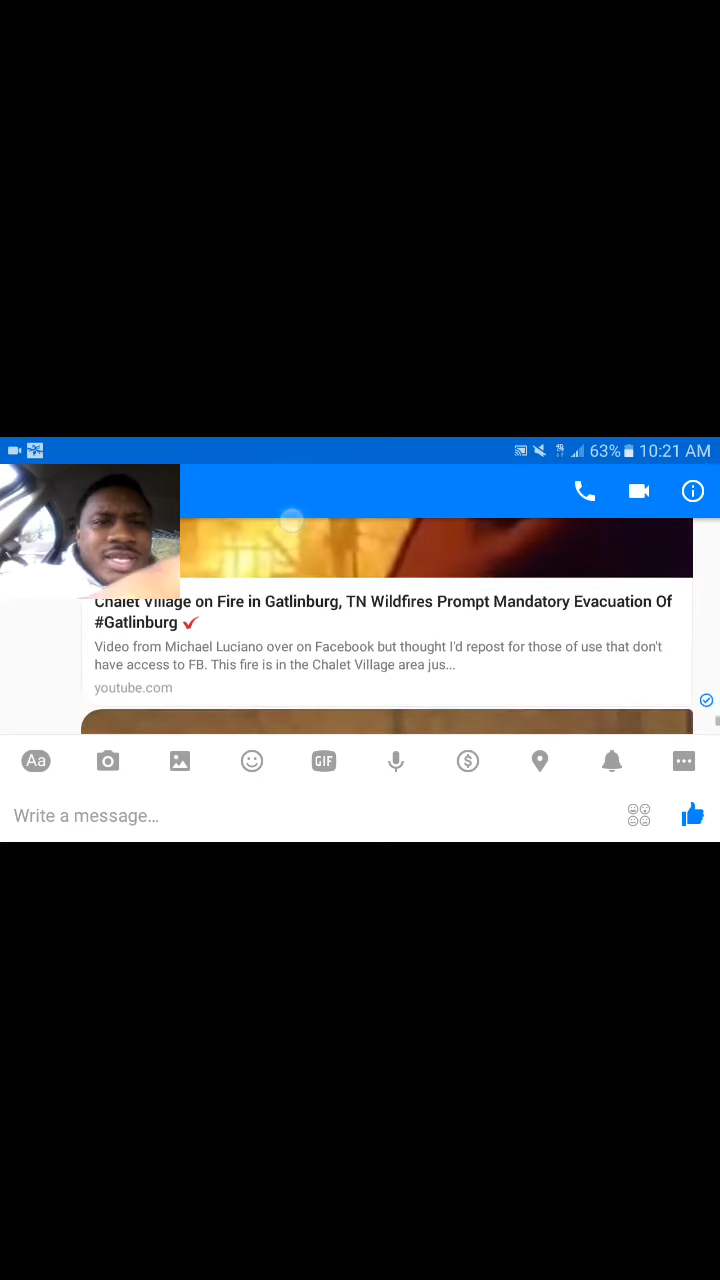 63% 10:21 AM
Chalet Village on Fire in Gatlinburg, TN Wildfires Prompt Mandatory Evacuation Of
#Gatlinburg
Video from Michael Luciano over on Facebook but thought I'd repost for those of use that don't
have access to FB. This fire is in the Chalet Village area jus...
youtube.com
Aa
GIF
$
Write a message...